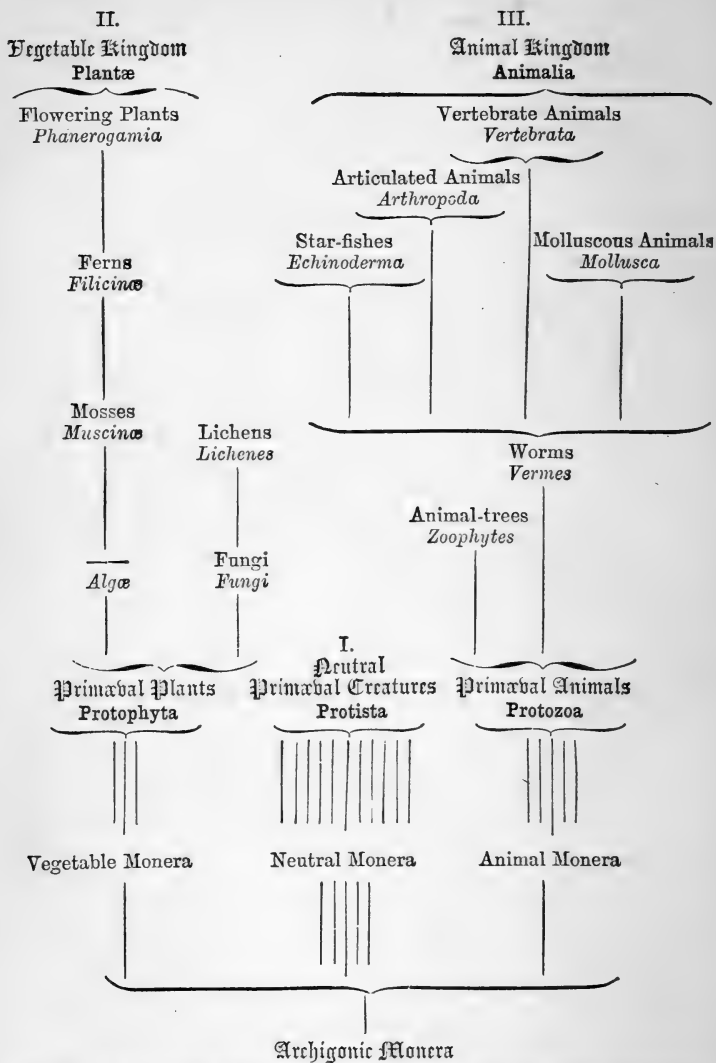 II.
Vegetable Kingdom
Plantæ
Flowering Plants
Phanerogamia
Ferns
Filicinæ
Mosses
Muscinæ
Lichens
Lichenes
Algæ
Fungi
Fungi
Primæval Plants
Protophyta
Vegetable Monera
III.
Animal Kingdom
Animalia
Vertebrate Animals
Vertebrata
Articulated Animals
Arthropoda
Star-fishes
Echinoderma
Molluscous Animals
Mollusca
Worms
Vermes
Animal-trees
Zoophytes
I.
Neutral
Primæval Creatures
Protista
Primæval Animals
Protozoa
Neutral Monera
Animal Monera
Archigonic Monera